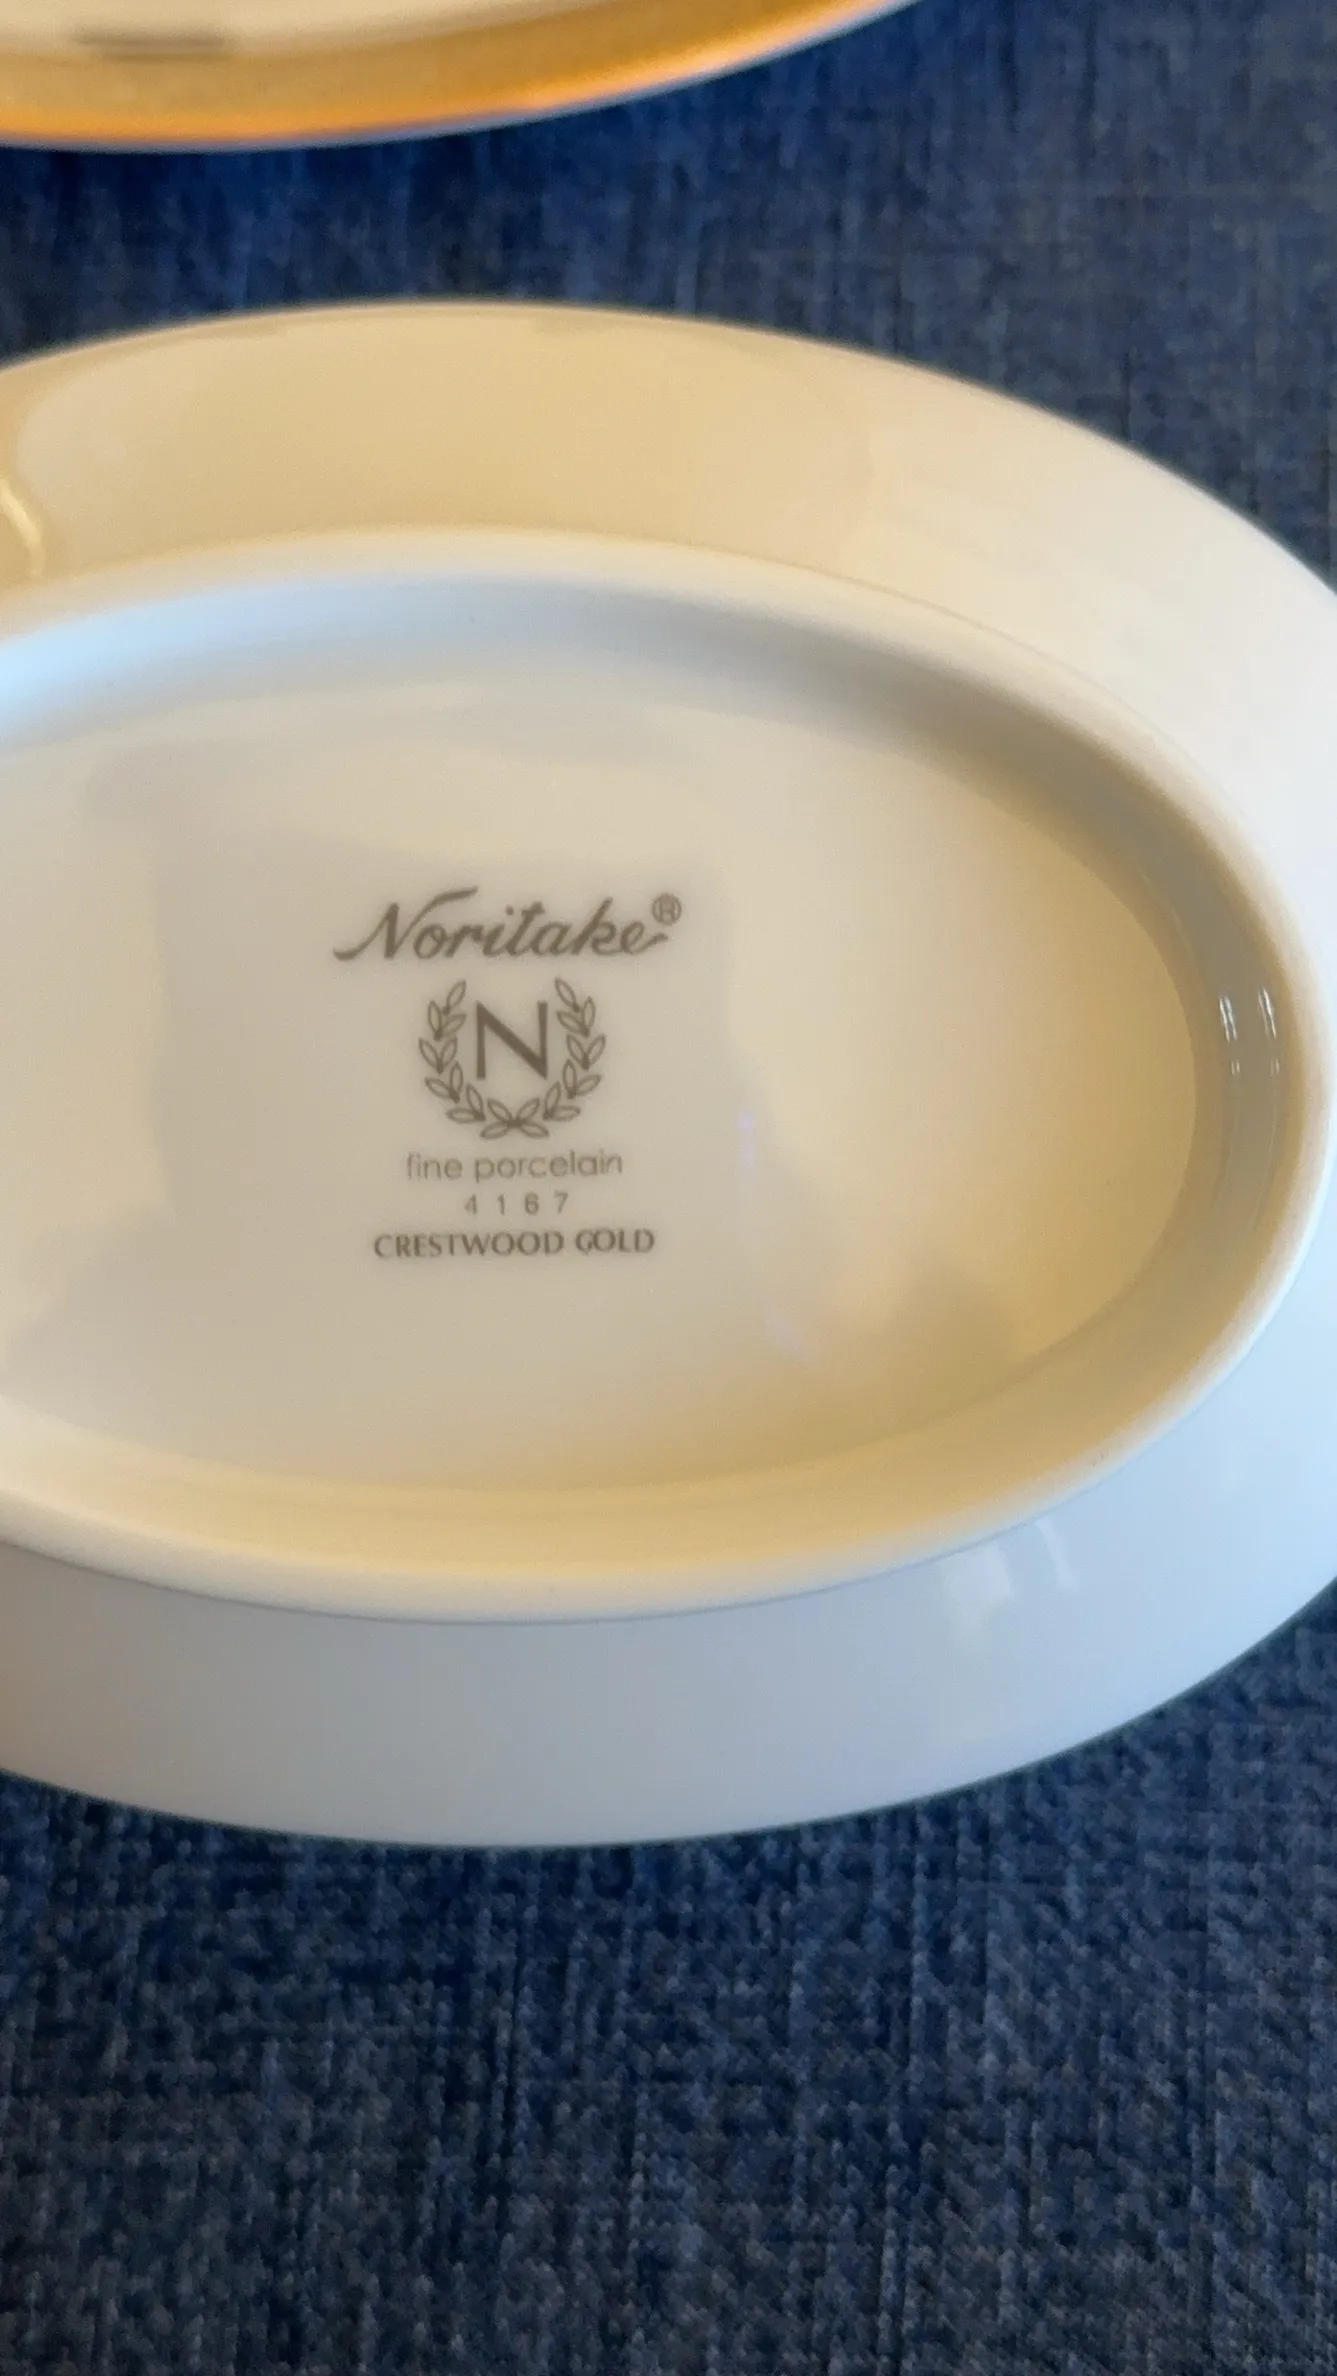 Noritake®
N
fine porcelain
4167
CRESTWOOD GOLD